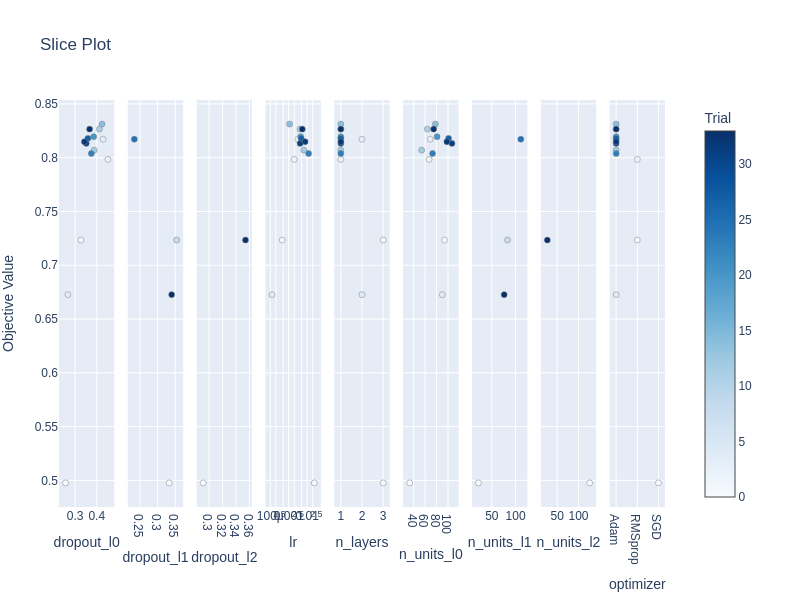 Slice Plot
Trial
Objective Value
0.85
0.8
0.75
0.7
0.65
0.6
0.55
0.5
0.3 0.4
dropout_l0
0.25 0.3 0.35
dropout_l1
0.3 0.32 0.34 0.36
dropout_l2
lr
1 2 3
n_layers
40 60 80 100
n_units_l0
50 100
n_units_l1
50 100
n_units_l2
Adam RMSprop SGD
optimizer
30
25
20
15
10
5
0